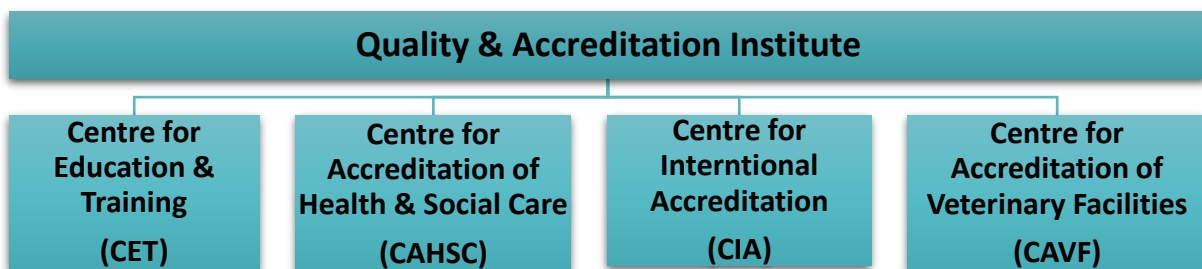 Quality & Accreditation Institute
Centre for
Education &
Training
(CET)
Centre for
Accreditation of
Health & Social Care
(CAHSC)
Centre for
Interntional
Accreditation
(CIA)
Centre for
Accreditation of
Veterinary Facilities
(CAVF)